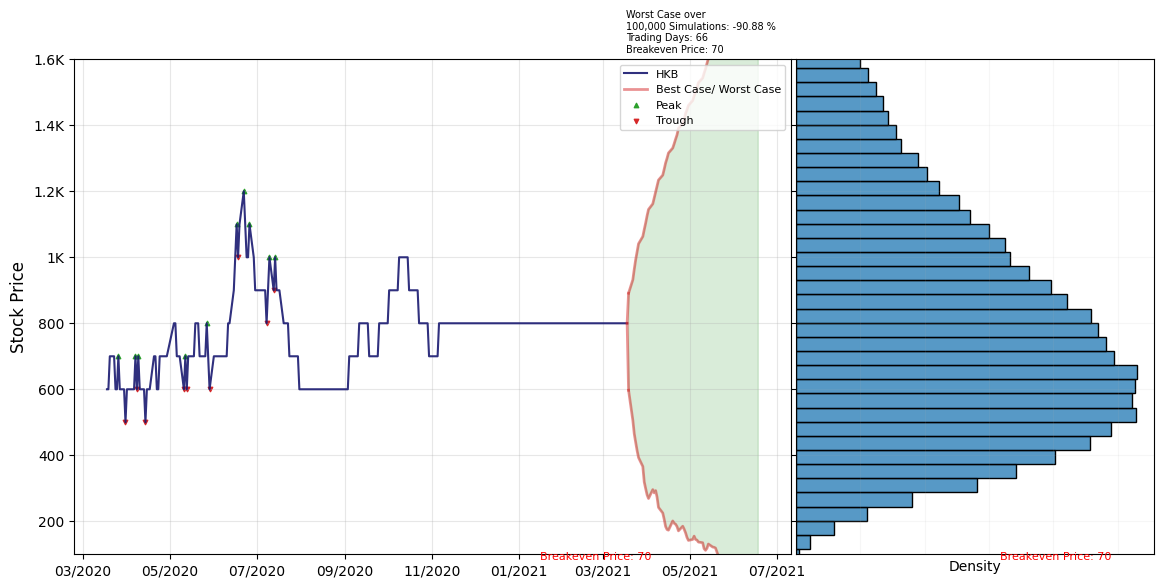 Worst Case over
100,000 Simulations: -90.88 %
Trading Days: 66
Breakeven Price: 70
HKB
Best Case/ Worst Case
Peak
Trough
Stock Price
1.6K
1.4K
1.2K
1K
800
600
400
200
Breakeven Price: 70
Breakeven Price: 70
03/2020 05/2020 07/2020 09/2020 11/2020 01/2021 03/2021 05/2021 07/2021
Density